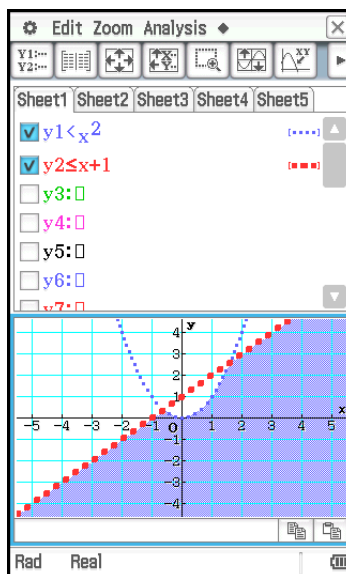 Edit Zoom Analysis ◆
Y1:··· Y2:··· XY
Sheet1 Sheet2 Sheet3 Sheet4 Sheet5
y1<x²
y2≤x+1
y3:▯
y4:▯
y5:▯
y6:▯
y7:▯
y
4
3
2
1
x
-5 -4 -3 -2 -1 O 1 2 3 4 5
-1
-2
-3
-4
Rad Real